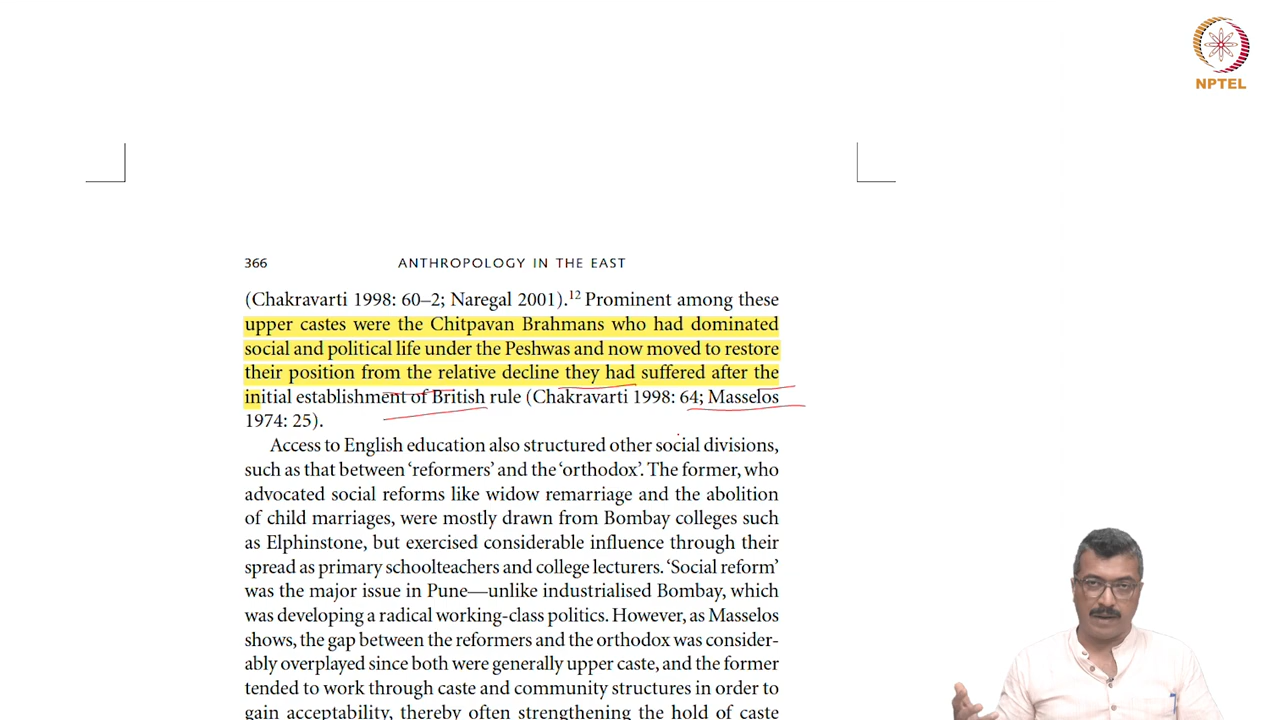 NPTEL
366 ANTHROPOLOGY IN THE EAST
(Chakravarti 1998: 60–2; Naregal 2001).12 Prominent among these
upper castes were the Chitpavan Brahmans who had dominated
social and political life under the Peshwas and now moved to restore
their position from the relative decline they had suffered after the
initial establishment of British rule (Chakravarti 1998: 64; Masselos
1974: 25).
Access to English education also structured other social divisions,
such as that between ‘reformers’ and the ‘orthodox’. The former, who
advocated social reforms like widow remarriage and the abolition
of child marriages, were mostly drawn from Bombay colleges such
as Elphinstone, but exercised considerable influence through their
spread as primary schoolteachers and college lecturers. ‘Social reform’
was the major issue in Pune—unlike industrialised Bombay, which
was developing a radical working-class politics. However, as Masselos
shows, the gap between the reformers and the orthodox was consider-
ably overplayed since both were generally upper caste, and the former
tended to work through caste and community structures in order to
gain acceptability, thereby often strengthening the hold of caste